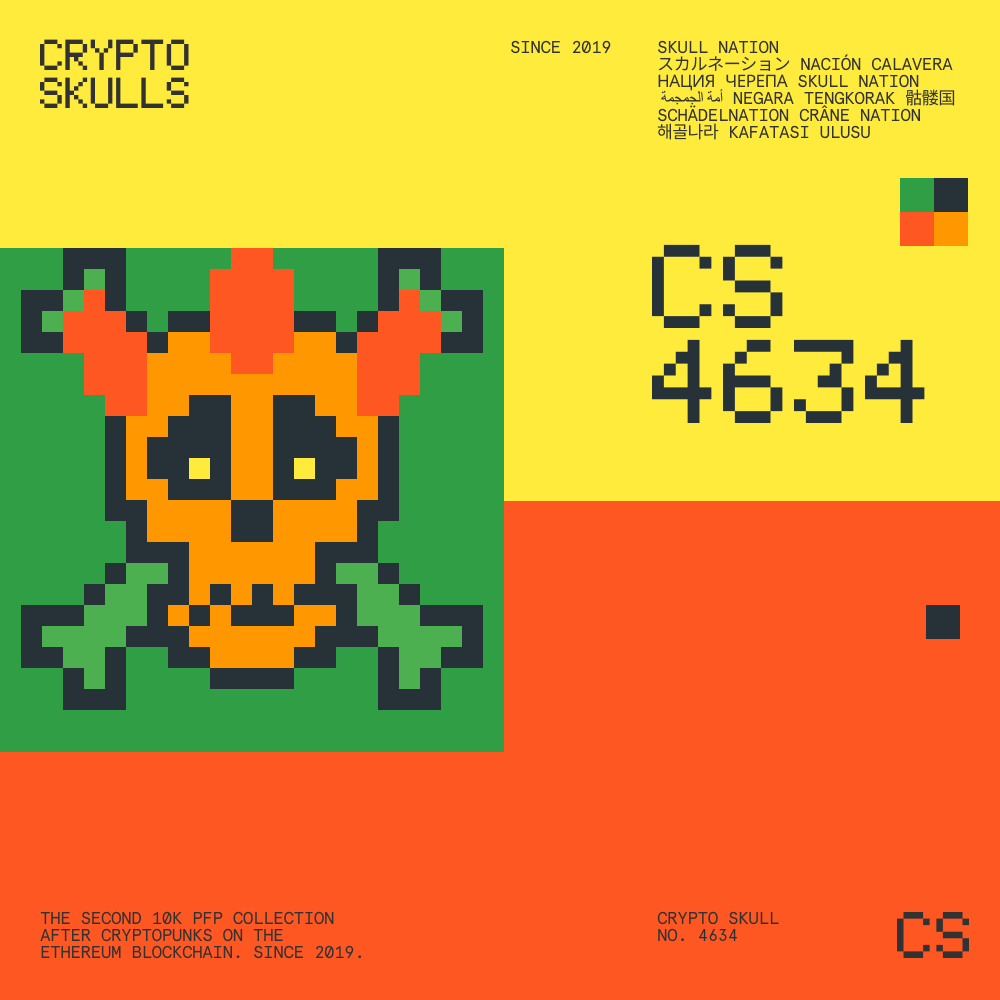 CRYPTO
SKULLS
SINCE 2019
SKULL NATION
スカルネーション NACIÓN CALAVERA
НАЦИЯ ЧЕРЕПА SKULL NATION
أمة الجمجمة NEGARA TENGKORAK 骷髅国
SCHÄDELNATION CRÂNE NATION
해골나라 KAFATASI ULUSU
CS
4634
THE SECOND 10K PFP COLLECTION
AFTER CRYPTOPUNKS ON THE
ETHEREUM BLOCKCHAIN. SINCE 2019.
CRYPTO SKULL
NO. 4634
CS